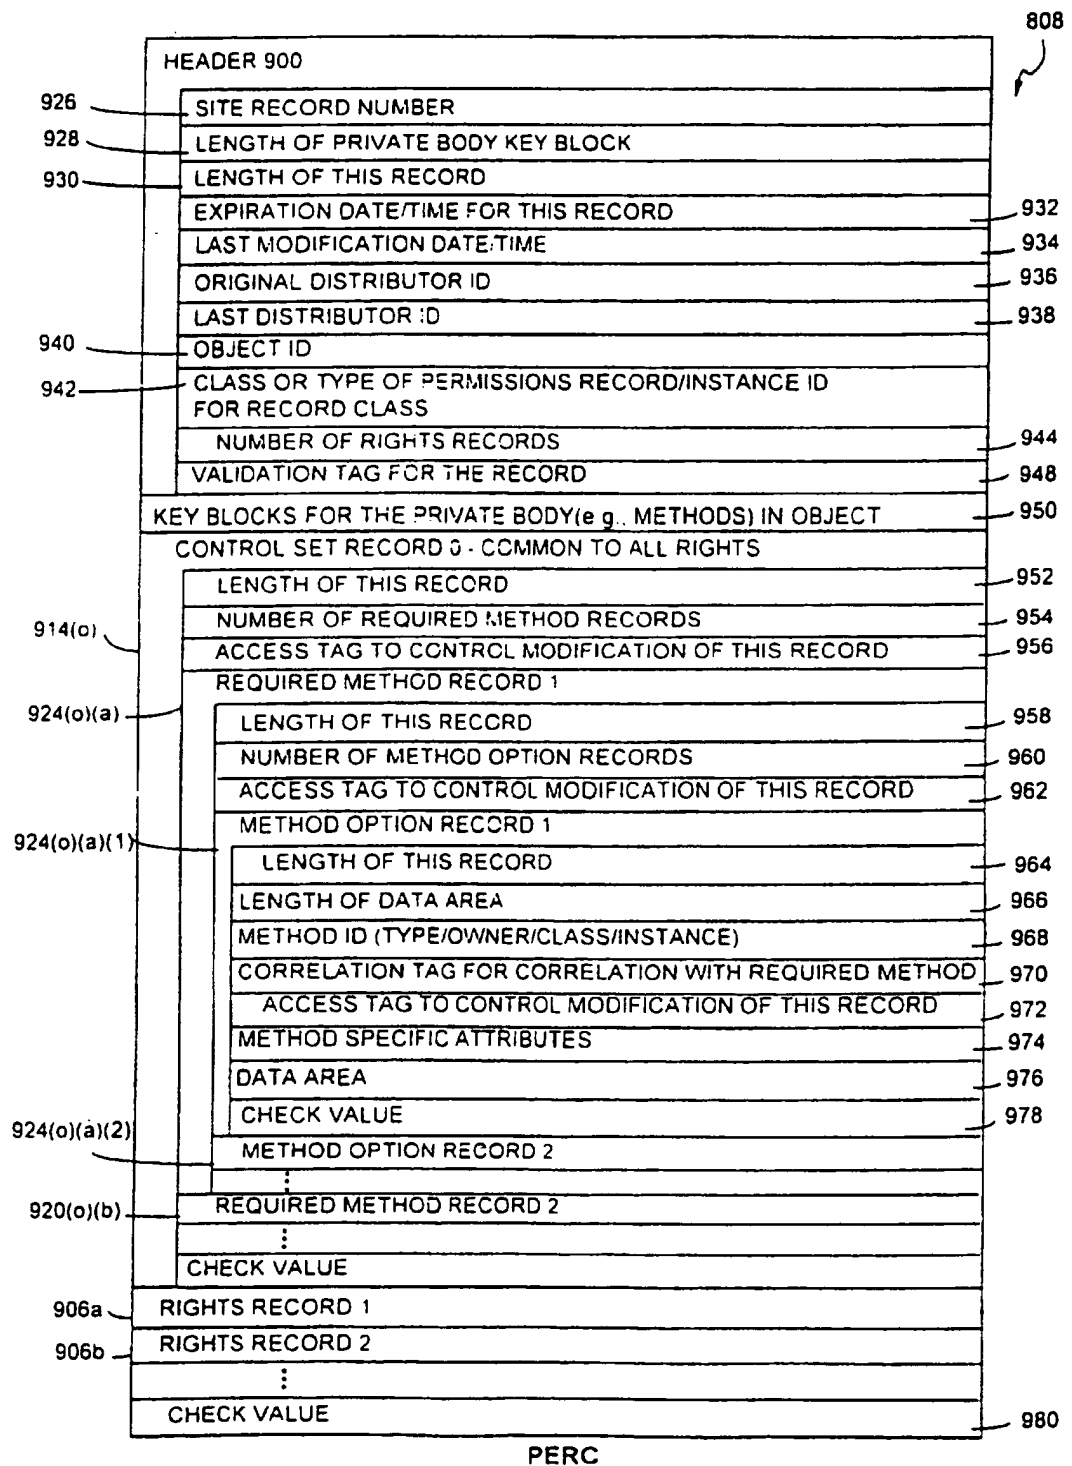 808
HEADER 900
926 SITE RECORD NUMBER
928 LENGTH OF PRIVATE BODY KEY BLOCK
930 LENGTH OF THIS RECORD
EXPIRATION DATE/TIME FOR THIS RECORD 932
LAST MODIFICATION DATE/TIME 934
ORIGINAL DISTRIBUTOR ID 936
LAST DISTRIBUTOR ID 938
940 OBJECT ID
942 CLASS OR TYPE OF PERMISSIONS RECORD/INSTANCE ID
FOR RECORD CLASS
NUMBER OF RIGHTS RECORDS 944
VALIDATION TAG FOR THE RECORD 948
KEY BLOCKS FOR THE PRIVATE BODY(e g., METHODS) IN OBJECT 950
CONTROL SET RECORD 0 - COMMON TO ALL RIGHTS
LENGTH OF THIS RECORD 952
914(o) NUMBER OF REQUIRED METHOD RECORDS 954
ACCESS TAG TO CONTROL MODIFICATION OF THIS RECORD 956
REQUIRED METHOD RECORD 1
924(o)(a) LENGTH OF THIS RECORD 958
NUMBER OF METHOD OPTION RECORDS 960
ACCESS TAG TO CONTROL MODIFICATION OF THIS RECORD 962
METHOD OPTION RECORD 1
924(o)(a)(1) LENGTH OF THIS RECORD 964
LENGTH OF DATA AREA 966
METHOD ID (TYPE/OWNER/CLASS/INSTANCE) 968
CORRELATION TAG FOR CORRELATION WITH REQUIRED METHOD 970
ACCESS TAG TO CONTROL MODIFICATION OF THIS RECORD 972
METHOD SPECIFIC ATTRIBUTES 974
DATA AREA 976
CHECK VALUE 978
924(o)(a)(2) METHOD OPTION RECORD 2
920(o)(b) REQUIRED METHOD RECORD 2
CHECK VALUE
906a RIGHTS RECORD 1
906b RIGHTS RECORD 2
CHECK VALUE 980
PERC